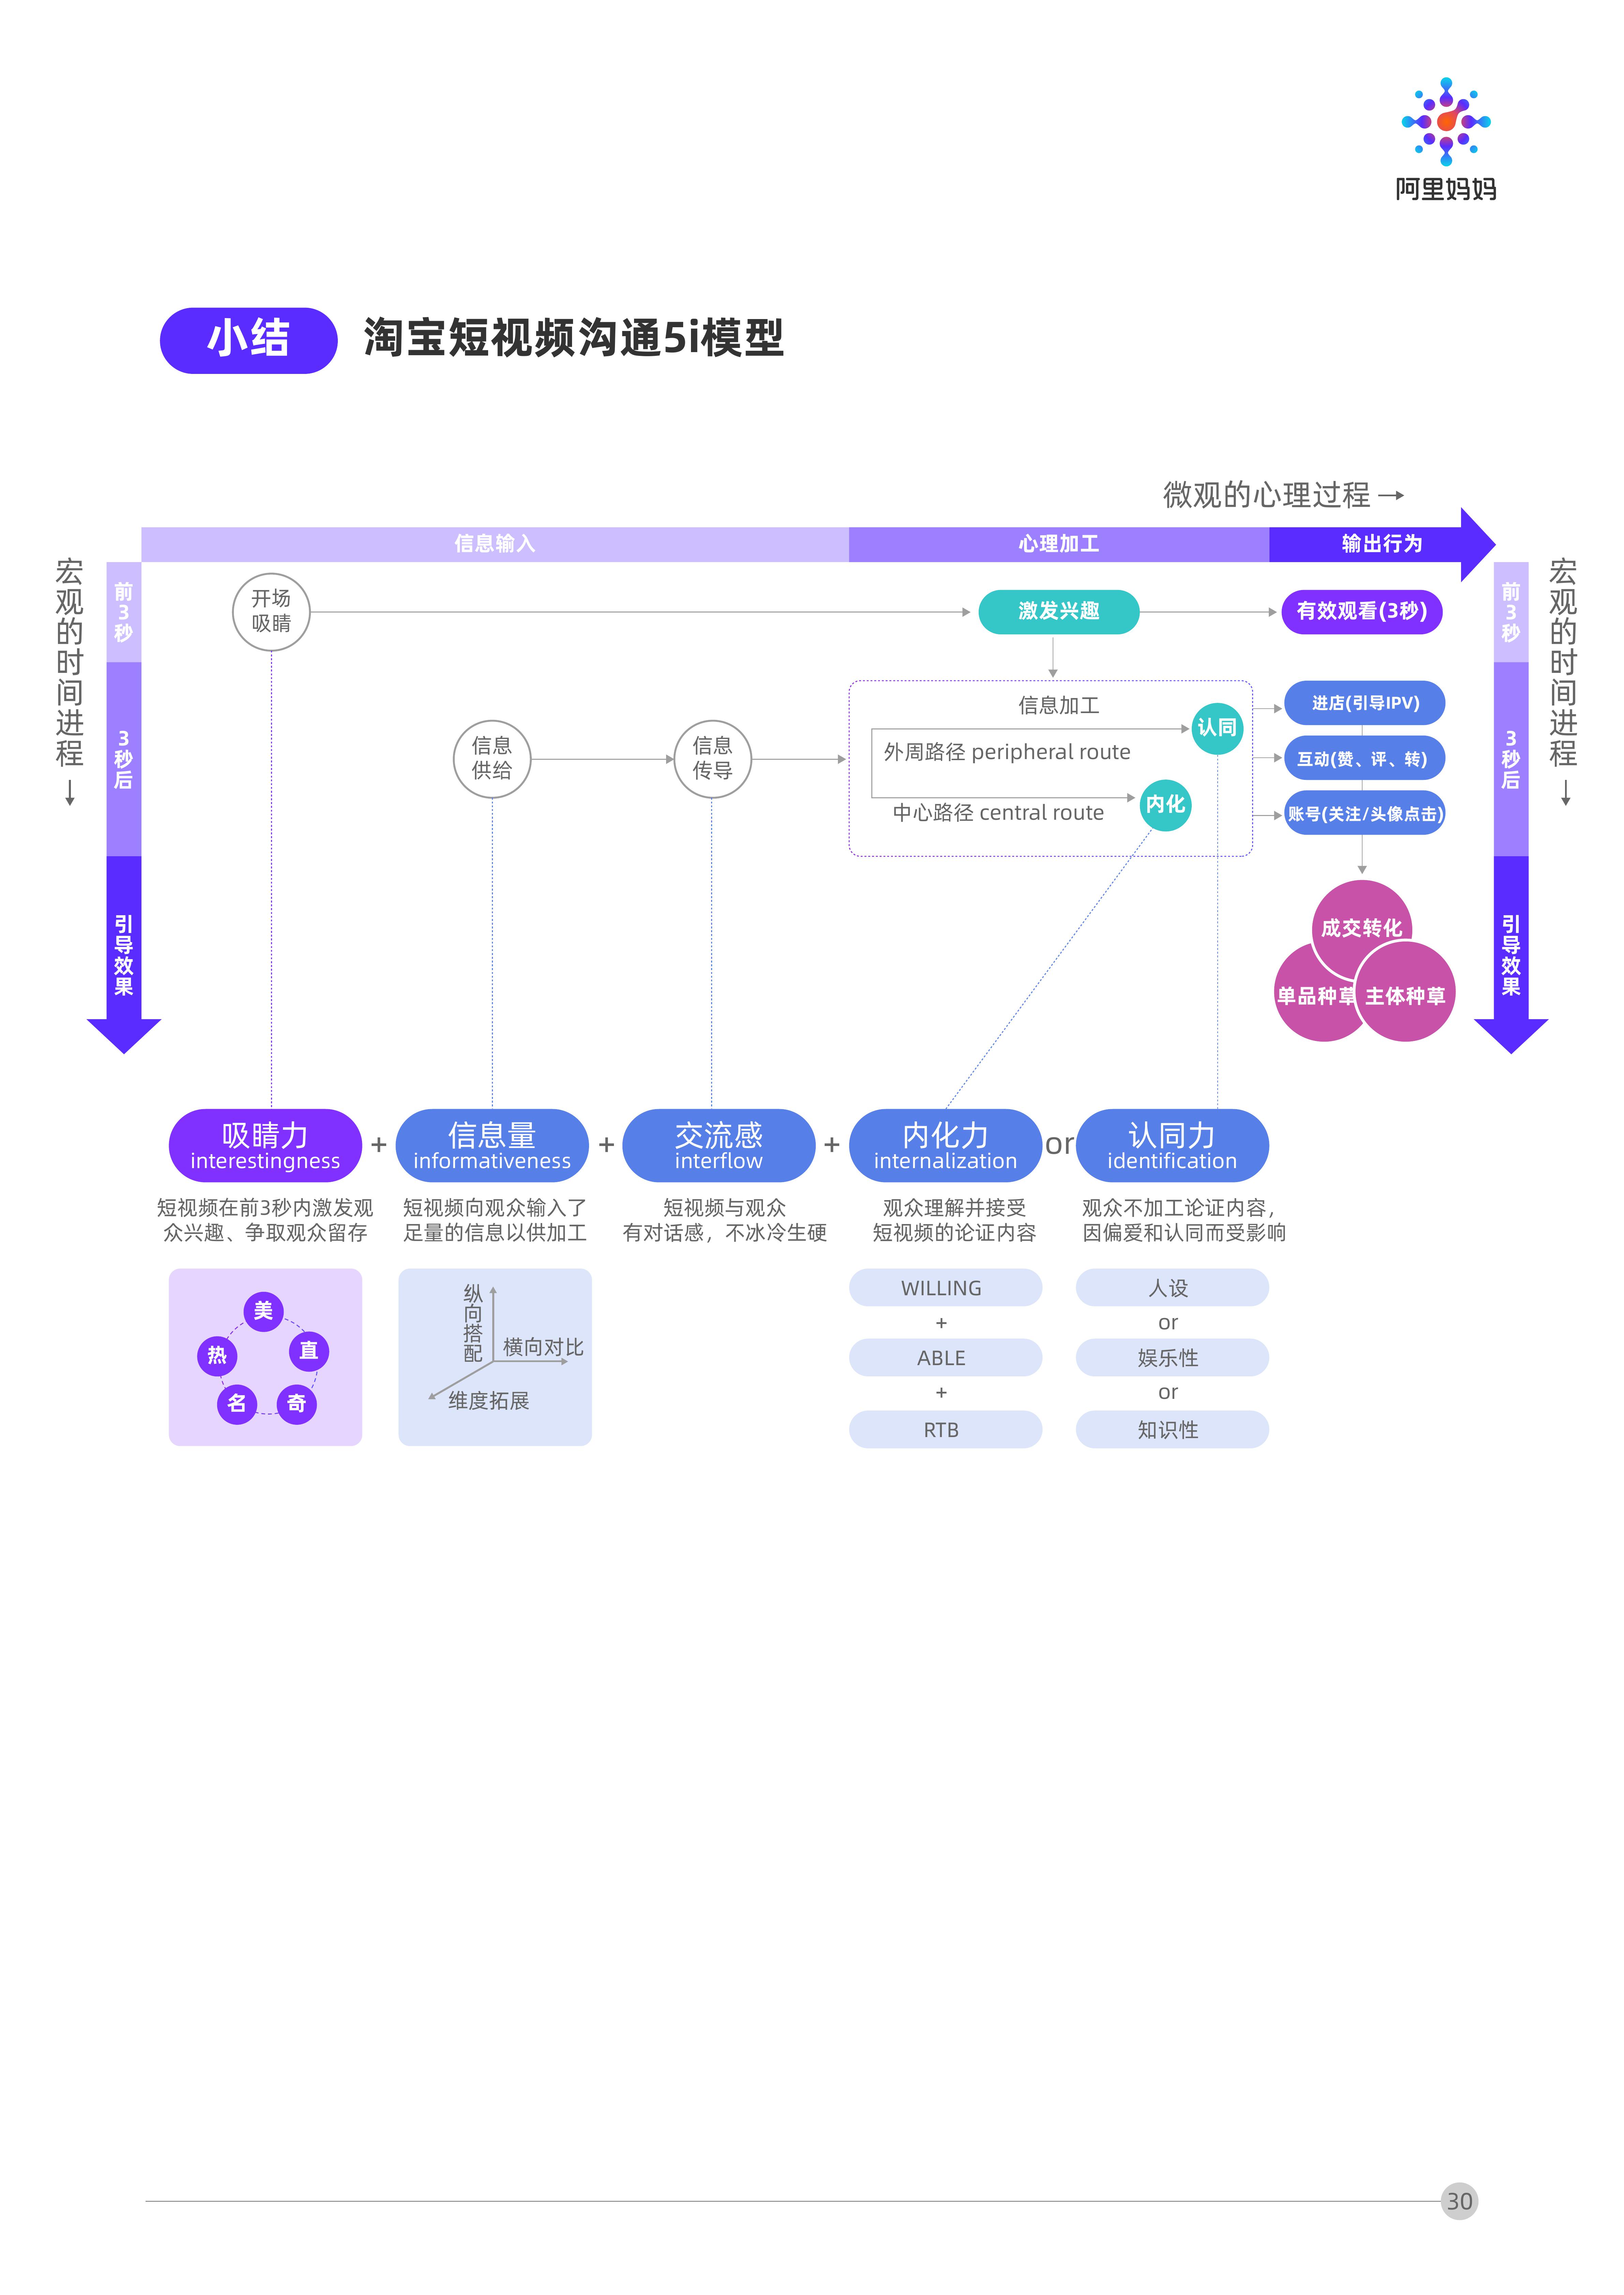 阿里妈妈
小结
淘宝短视频沟通5i模型
微观的心理过程 →
信息输入
心理加工
输出行为
宏观的时间进程 →
前3秒
3秒后
引导效果
宏观的时间进程 →
前3秒
3秒后
引导效果
开场
吸睛
激发兴趣
有效观看(3秒)
信息
供给
信息
传导
信息加工
认同
外周路径 peripheral route
内化
中心路径 central route
进店(引导IPV)
互动(赞、评、转)
账号(关注/头像点击)
成交转化
单品种草
主体种草
吸睛力
interestingness
+
信息量
informativeness
+
交流感
interflow
+
内化力
internalization
or
认同力
identification
短视频在前3秒内激发观
众兴趣、争取观众留存
短视频向观众输入了
足量的信息以供加工
短视频与观众
有对话感，不冰冷生硬
观众理解并接受
短视频的论证内容
观众不加工论证内容，
因偏爱和认同而受影响
美
直
奇
名
热
纵向搭配
横向对比
维度拓展
WILLING
+
ABLE
+
RTB
人设
or
娱乐性
or
知识性
30